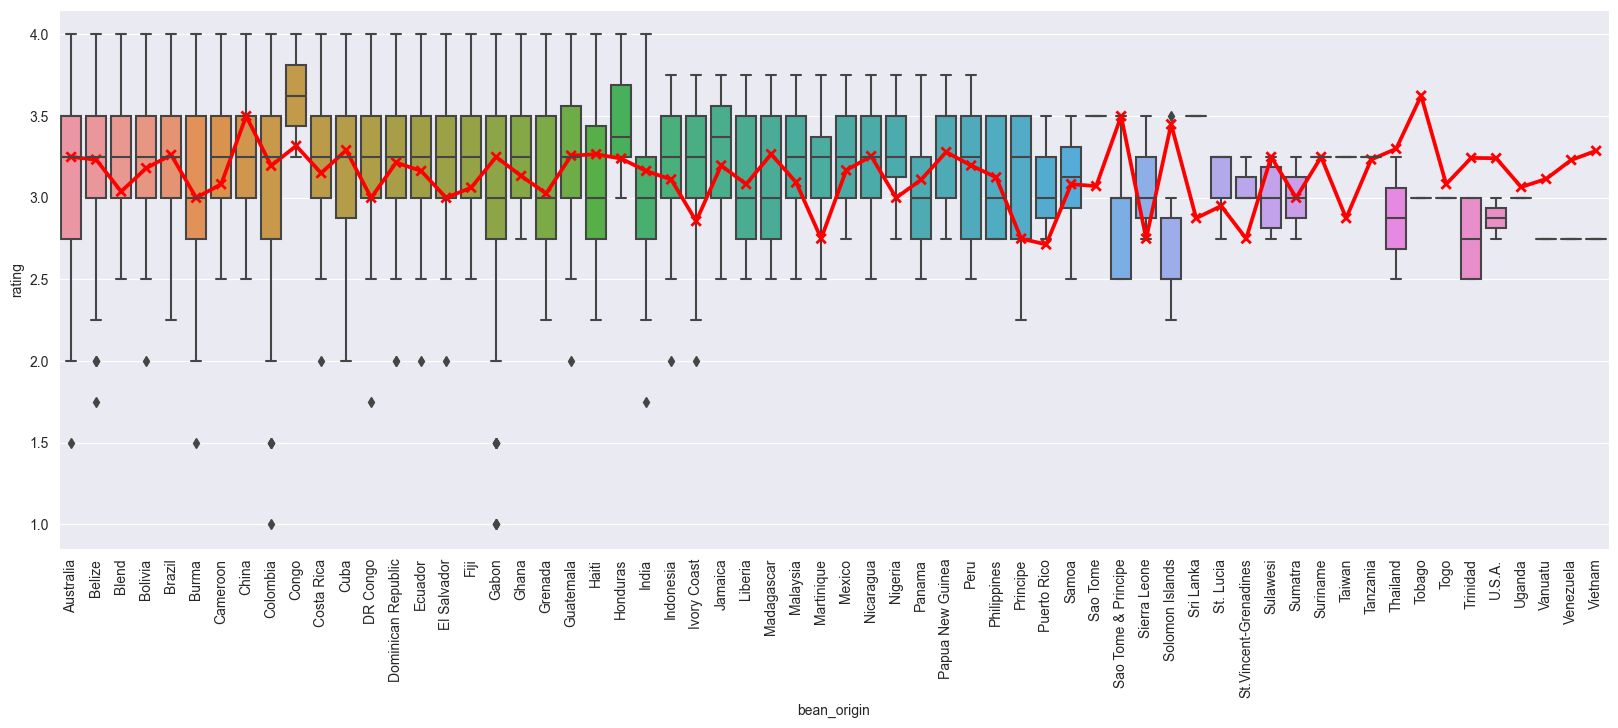 4.0
3.5
3.0
2.5
2.0
1.5
1.0
rating
Australia
Belize
Blend
Bolivia
Brazil
Burma
Cameroon
China
Colombia
Congo
Costa Rica
Cuba
DR Congo
Dominican Republic
Ecuador
El Salvador
Fiji
Gabon
Ghana
Grenada
Guatemala
Haiti
Honduras
India
Indonesia
Ivory Coast
Jamaica
Liberia
Madagascar
Malaysia
Martinique
Mexico
Nicaragua
Nigeria
Panama
Papua New Guinea
Peru
Philippines
Principe
Puerto Rico
Samoa
Sao Tome
Sao Tome & Principe
Sierra Leone
Solomon Islands
Sri Lanka
St. Lucia
St.Vincent-Grenadines
Sulawesi
Sumatra
Suriname
Taiwan
Tanzania
Thailand
Tobago
Togo
Trinidad
U.S.A.
Uganda
Vanuatu
Venezuela
Vietnam
bean_origin